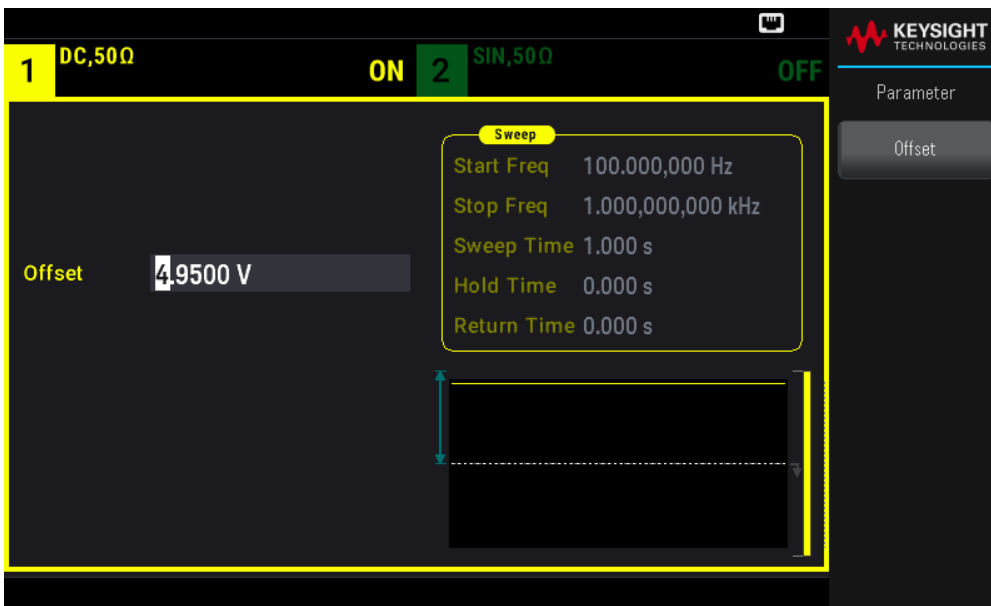 KEYSIGHT
TECHNOLOGIES
1 DC,50Ω ON 2 SIN,50Ω OFF
Parameter
Offset
Sweep
Start Freq 100.000,000 Hz
Stop Freq 1.000,000,000 kHz
Sweep Time 1.000 s
Offset 4.9500 V
Hold Time 0.000 s
Return Time 0.000 s